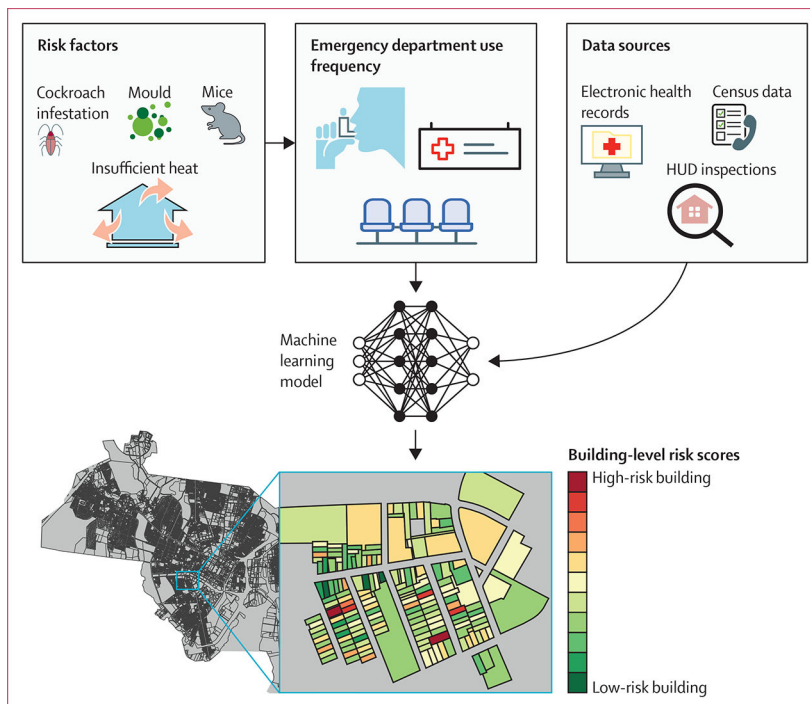 Risk factors
Cockroach
infestation
Mould
Mice
Insufficient heat
Emergency department use
frequency
Data sources
Electronic health
records
Census data
HUD inspections
Machine
learning
model
Building-level risk scores
High-risk building
Low-risk building